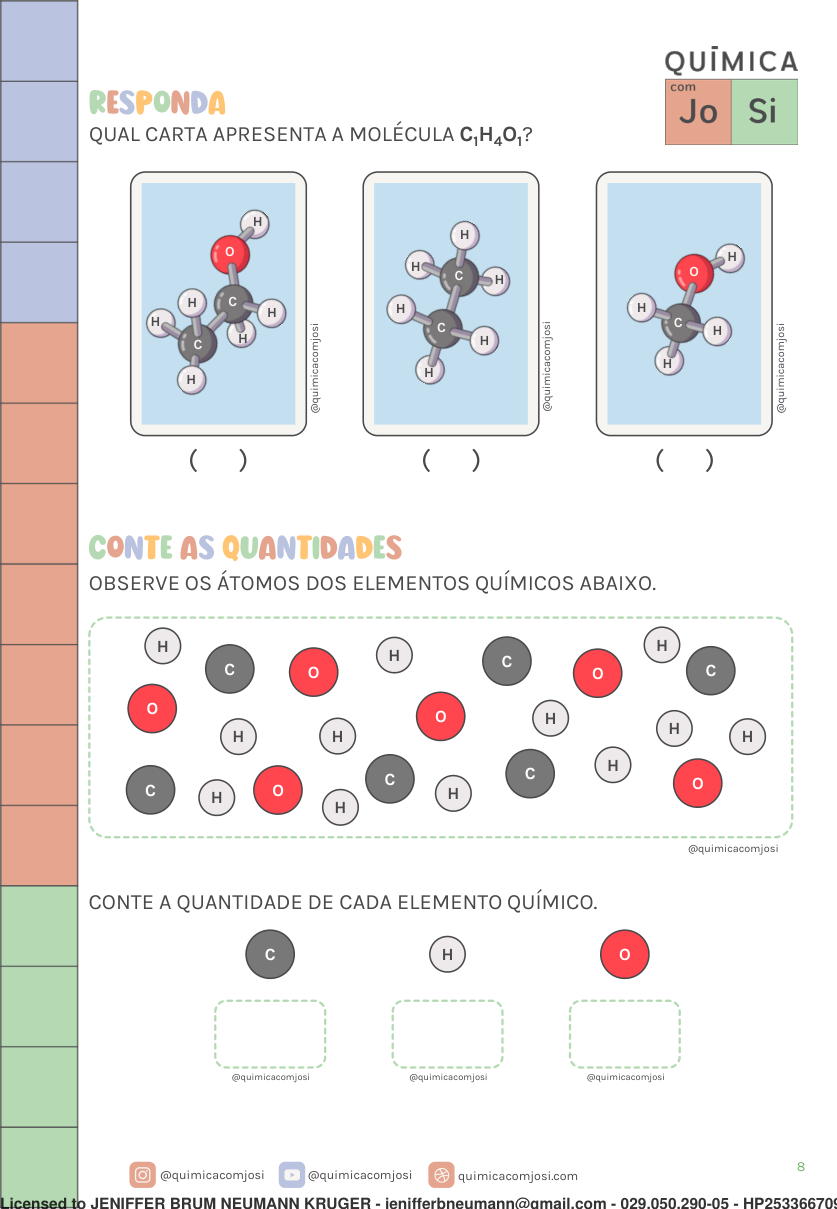 QUÍMICA
com
Jo Si
RESPONDA
QUAL CARTA APRESENTA A MOLÉCULA C₁H₄O₁?
H
O
C
H
H
H
H
C
H
@quimicacomjosi
H
H
C
H
H
C
H
H
@quimicacomjosi
H
O
H
C
H
H
@quimicacomjosi
( ) ( ) ( )
CONTE AS QUANTIDADES
OBSERVE OS ÁTOMOS DOS ELEMENTOS QUÍMICOS ABAIXO.
H C O H C O H C
O H H O H H H
C H O H C H C H O
@quimicacomjosi
CONTE A QUANTIDADE DE CADA ELEMENTO QUÍMICO.
C H O
@quimicacomjosi @quimicacomjosi @quimicacomjosi
8
@quimicacomjosi @quimicacomjosi quimicacomjosi.com
Licensed to JENIFFER BRUM NEUMANN KRUGER - jenifferbneumann@gmail.com - 029.050.290-05 - HP253366709